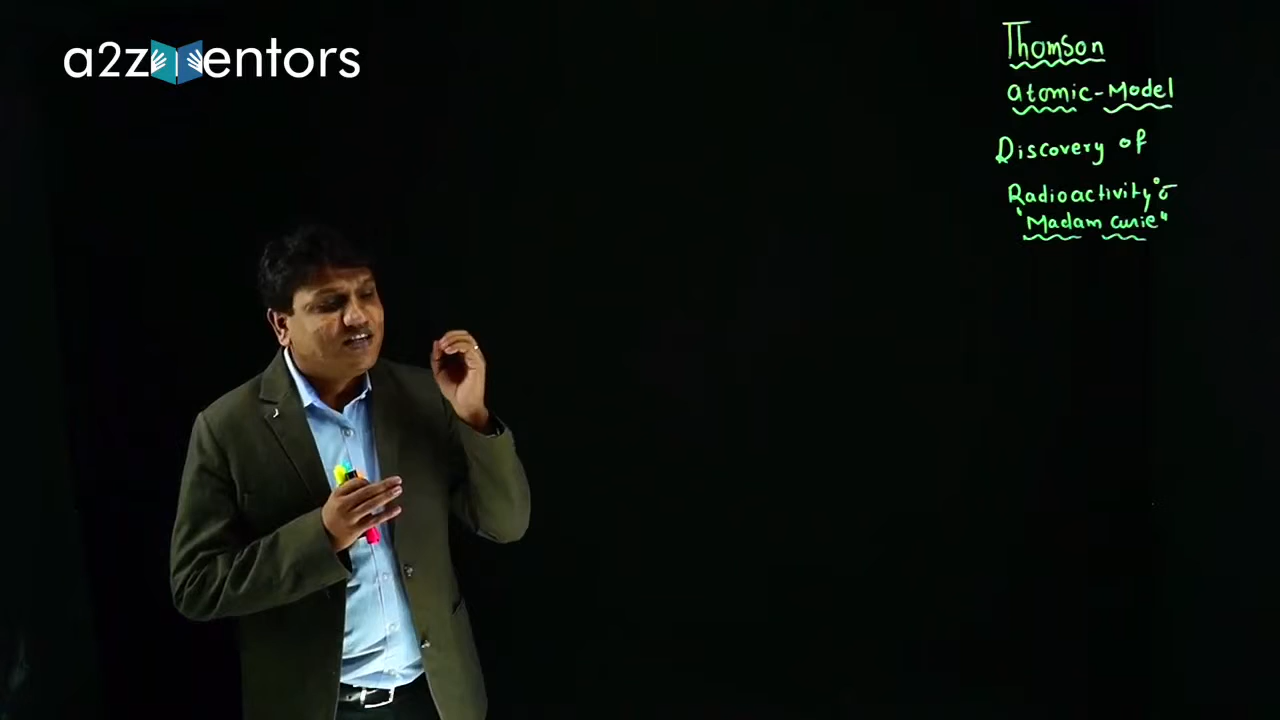 a2zmentors
Thomson
atomic-Model
Discovery of
Radioactivity
"Madam Curie"